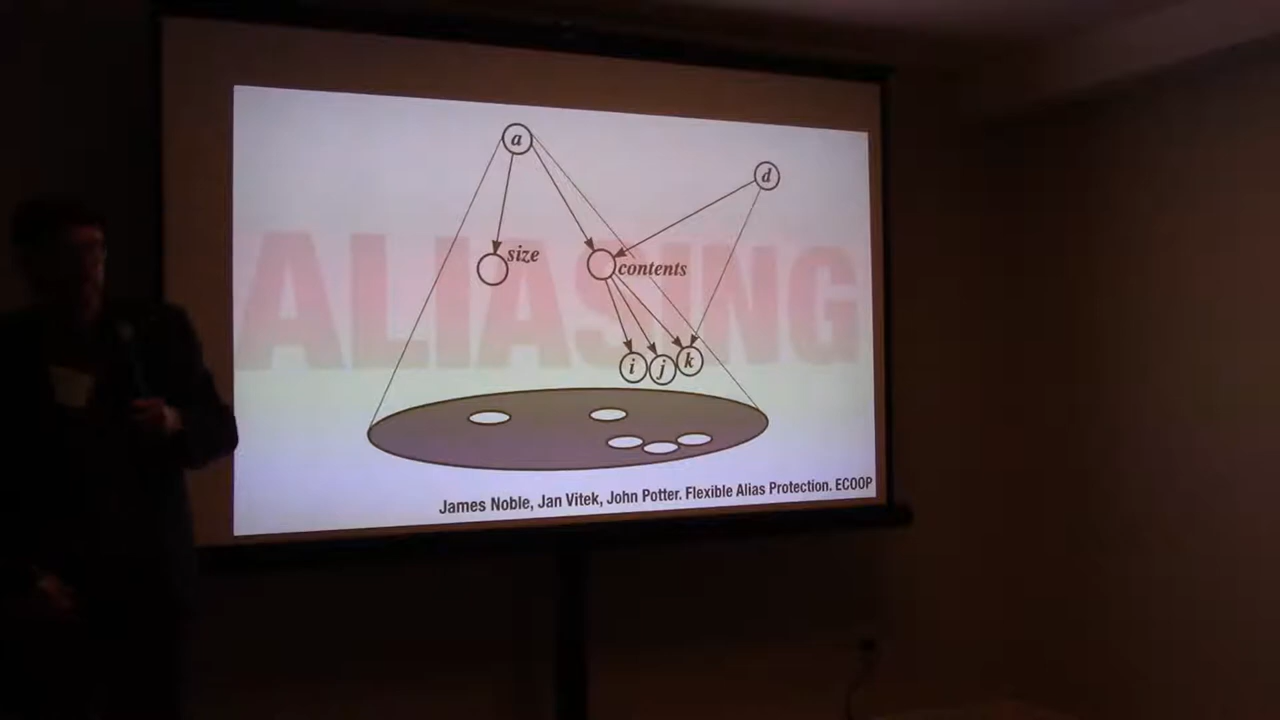 a
d
size
contents
ALIASING
i j k
James Noble, Jan Vitek, John Potter. Flexible Alias Protection. ECOOP